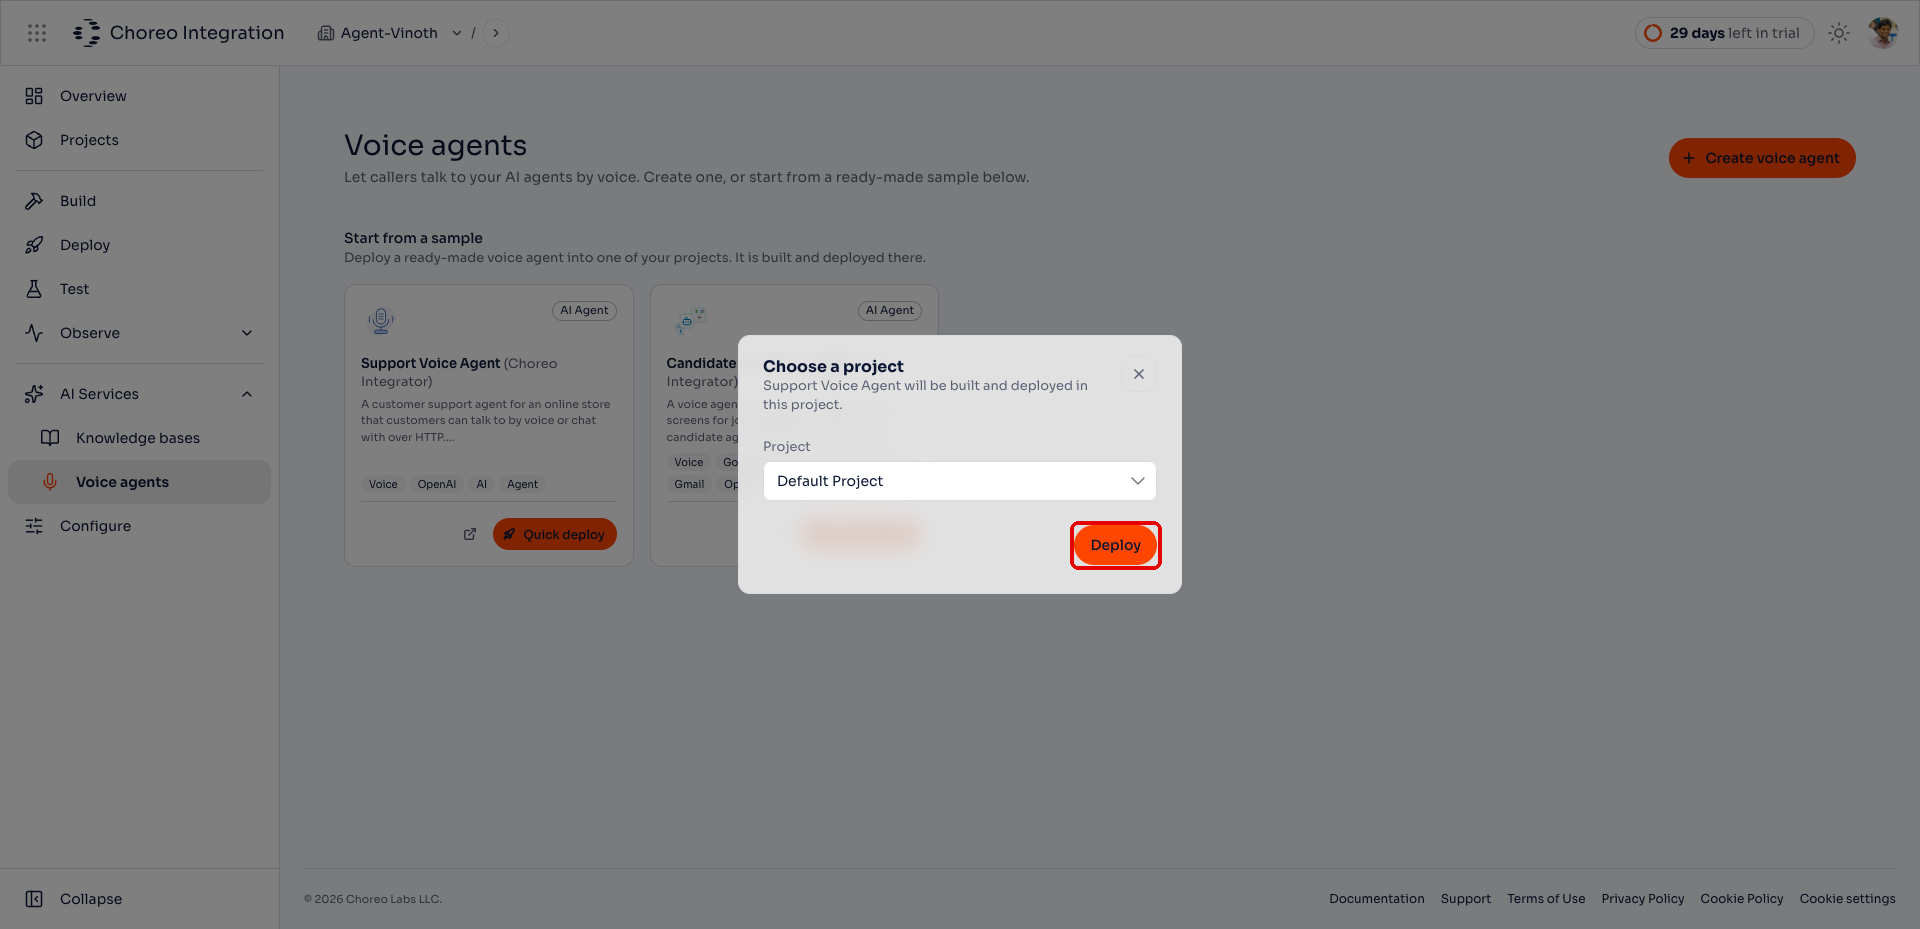 Choreo Integration
Agent-Vinoth
/
29 days left in trial
Overview
Projects
Build
Deploy
Test
Observe
AI Services
Knowledge bases
Voice agents
Configure
Collapse
Voice agents
Let callers talk to your AI agents by voice. Create one, or start from a ready-made sample below.
+ Create voice agent
Start from a sample
Deploy a ready-made voice agent into one of your projects. It is built and deployed there.
AI Agent
Support Voice Agent (Choreo
Integrator)
A customer support agent for an online store
that customers can talk to by voice or chat
with over HTTP....
Voice OpenAI AI Agent
Quick deploy
AI Agent
Candidate
Integrator)
A voice agen
screens for jo
candidate ag
Voice Go
Gmail Op
Choose a project
Support Voice Agent will be built and deployed in
this project.
Project
Default Project
Deploy
© 2026 Choreo Labs LLC.
Documentation Support Terms of Use Privacy Policy Cookie Policy Cookie settings